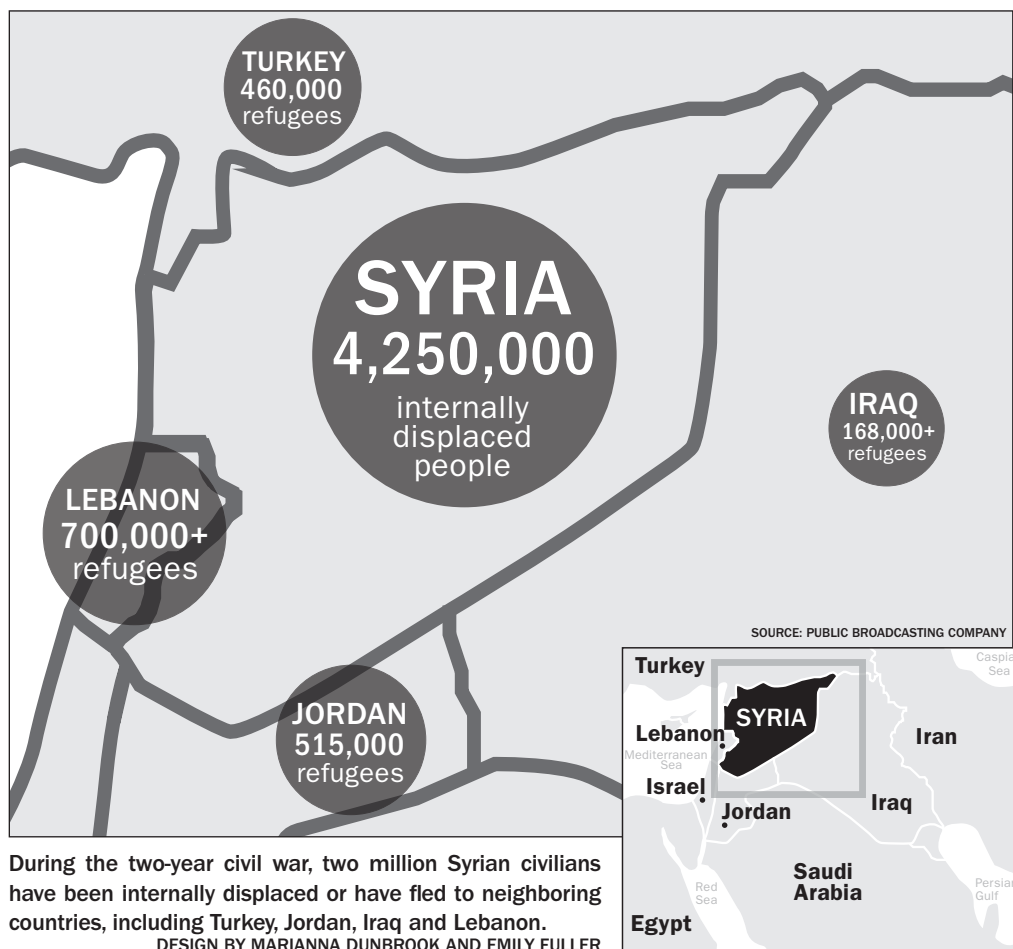 TURKEY
460,000
refugees
SYRIA
4,250,000
internally
displaced
people
IRAQ
168,000+
refugees
LEBANON
700,000+
refugees
JORDAN
515,000
refugees
SOURCE: PUBLIC BROADCASTING COMPANY
Turkey
Caspia
Sea
SYRIA
Lebanon
Mediterranean
Sea
Iran
Israel
Iraq
Jordan
Saudi
Arabia
Red
Sea
Persian
Gulf
Egypt
During the two-year civil war, two million Syrian civilians
have been internally displaced or have fled to neighboring
countries, including Turkey, Jordan, Iraq and Lebanon.
DESIGN BY MARIANNA DUNBROOK AND EMILY FULLER